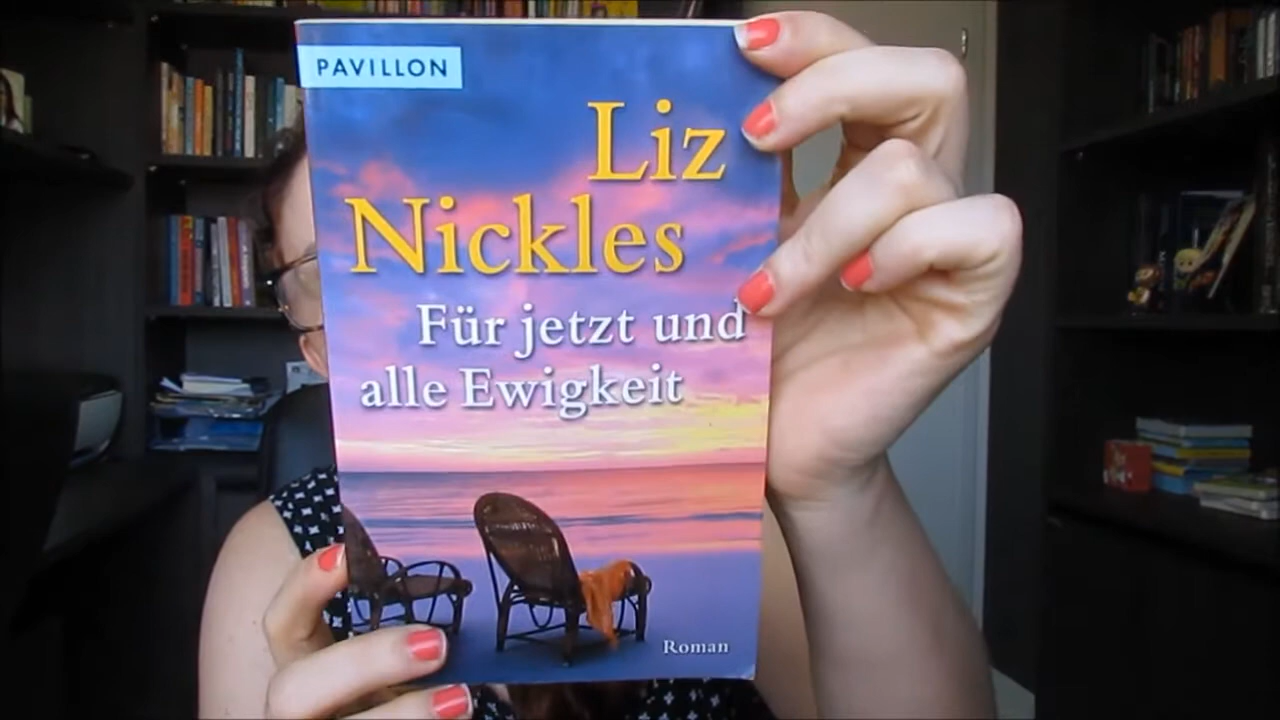 PAVILLON
Liz
Nickles
Für jetzt und
alle Ewigkeit
Roman